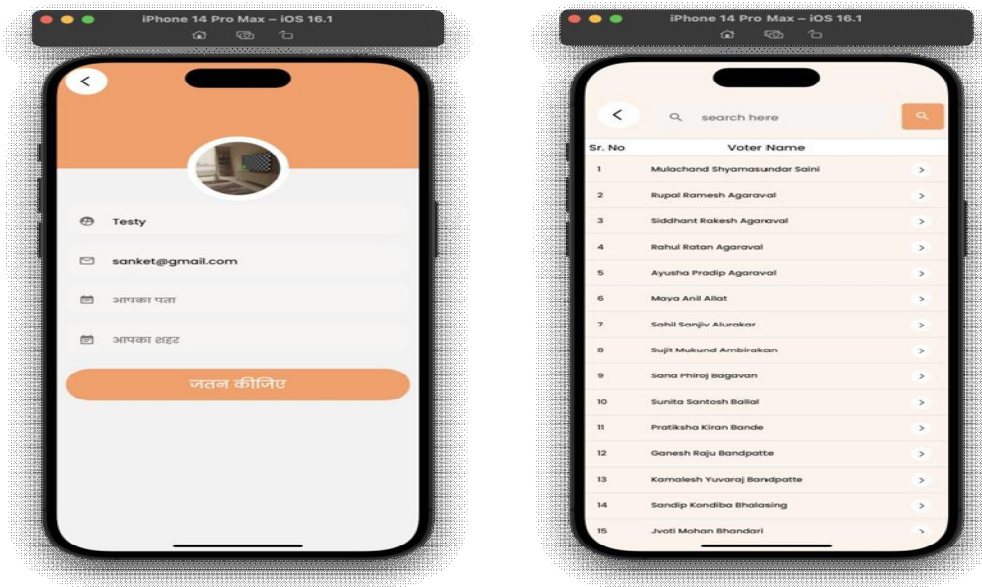 iPhone 14 Pro Max – iOS 16.1
Testy
sanket@gmail.com
आपका पता
आपका शहर
जतन कीजिए
iPhone 14 Pro Max – iOS 16.1
search here
Sr. No Voter Name
1 Mulachand Shyamasundar Saini
2 Rupal Ramesh Agaraval
3 Siddhant Rakesh Agaraval
4 Rahul Ratan Agaraval
5 Ayusha Pradip Agaraval
6 Maya Anil Allat
7 Sahil Sanjiv Alurakar
8 Sujit Mukund Ambirakan
9 Sana Phiroj Bagavan
10 Sunita Santosh Ballal
11 Pratiksha Kiran Bande
12 Ganesh Raju Bandpatte
13 Kamalesh Yuvaraj Bandpatte
14 Sandip Kondiba Bhalasing
15 Jyoti Mohan Bhandari